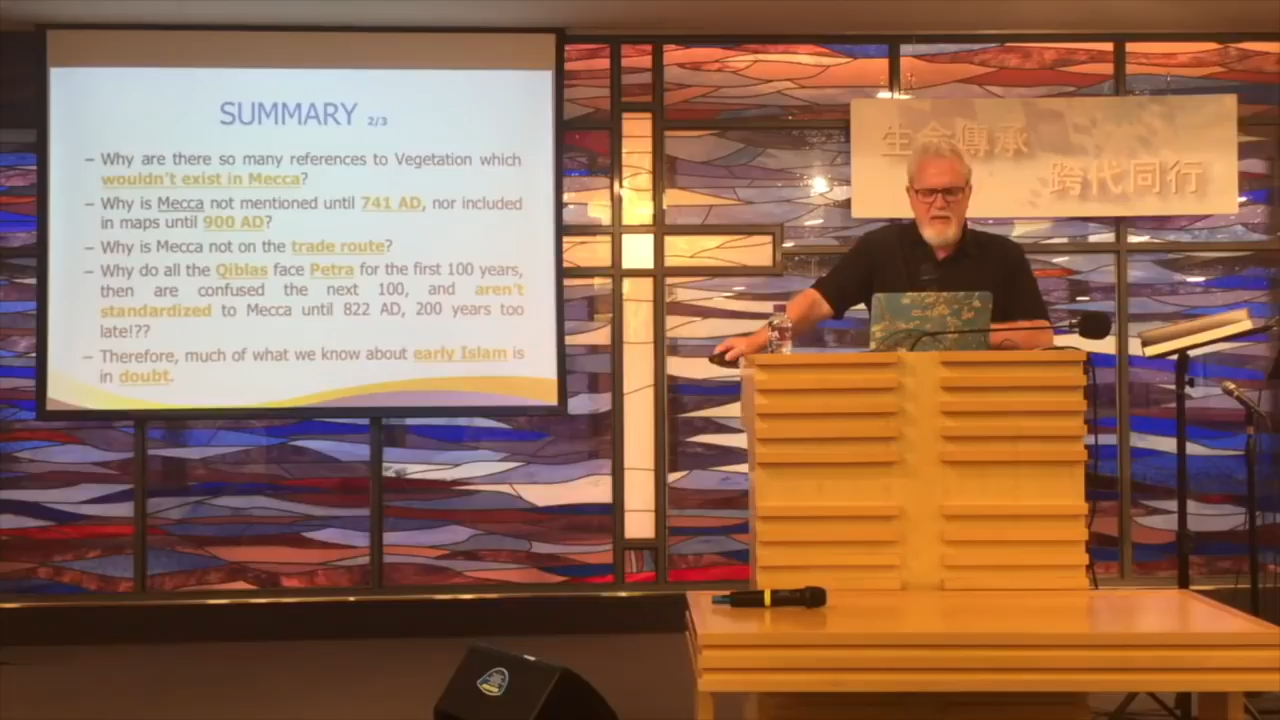 SUMMARY 2/3
– Why are there so many references to Vegetation which
wouldn't exist in Mecca?
– Why is Mecca not mentioned until 741 AD, nor included
in maps until 900 AD?
– Why is Mecca not on the trade route?
– Why do all the Qiblas face Petra for the first 100 years,
then are confused the next 100, and aren't
standardized to Mecca until 822 AD, 200 years too
late!??
– Therefore, much of what we know about early Islam is
in doubt.
生命傳承
跨代同行